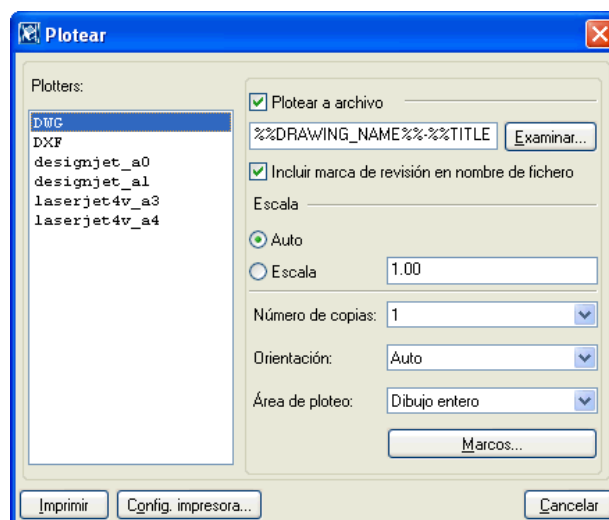 Plotear
Plotters:
DWG
DXF
designjet_a0
designjet_a1
laserjet4v_a3
laserjet4v_a4
Plotear a archivo
%%DRAWING_NAME%%-%%TITLE
Examinar...
Incluir marca de revisión en nombre de fichero
Escala
Auto
Escala
1.00
Número de copias:
1
Orientación:
Auto
Área de ploteo:
Dibujo entero
Marcos...
Imprimir
Config. impresora...
Cancelar